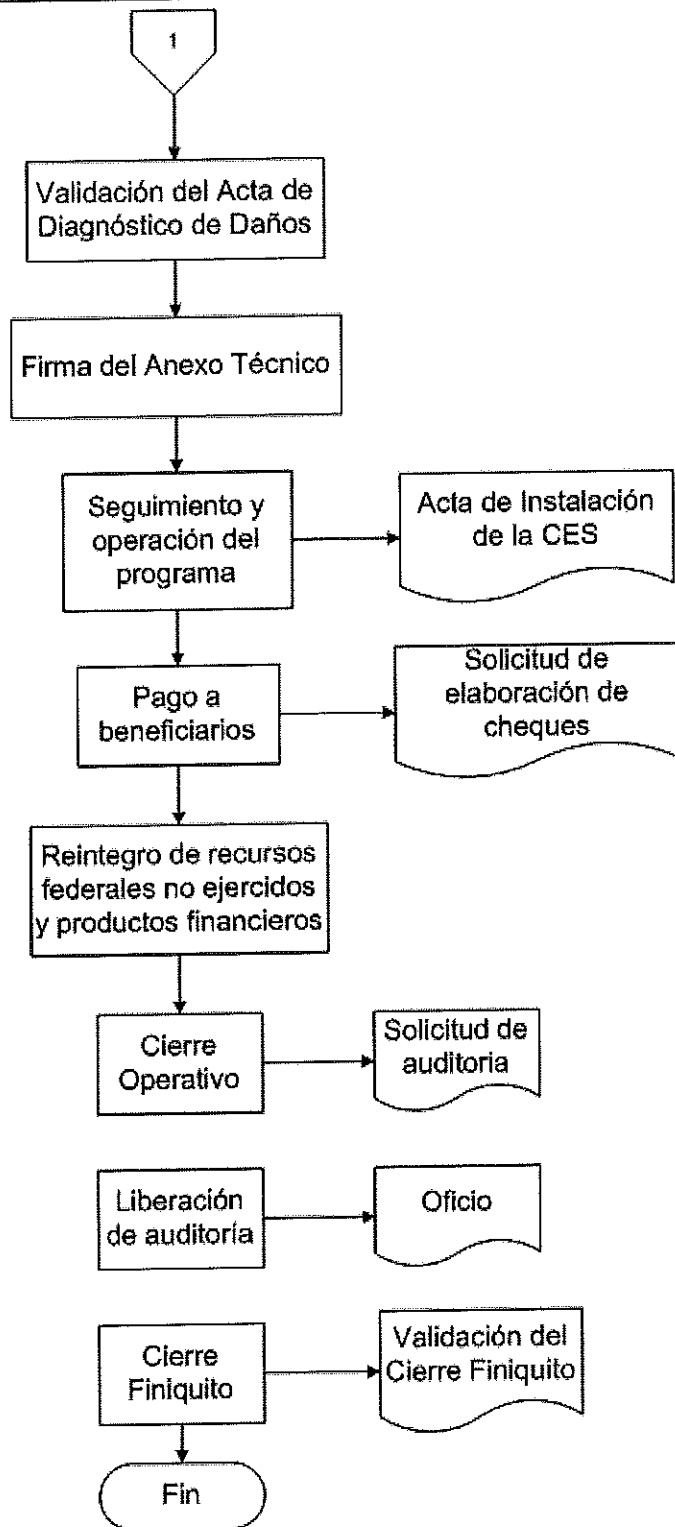 1
Validación del Acta de
Diagnóstico de Daños
Firma del Anexo Técnico
Seguimiento y
operación del
programa
Acta de Instalación
de la CES
Pago a
beneficiarios
Solicitud de
elaboración de
cheques
Reintegro de recursos
federales no ejercidos
y productos financieros
Cierre
Operativo
Solicitud de
auditoria
Liberación
de auditoría
Oficio
Cierre
Finiquito
Validación del
Cierre Finiquito
Fin